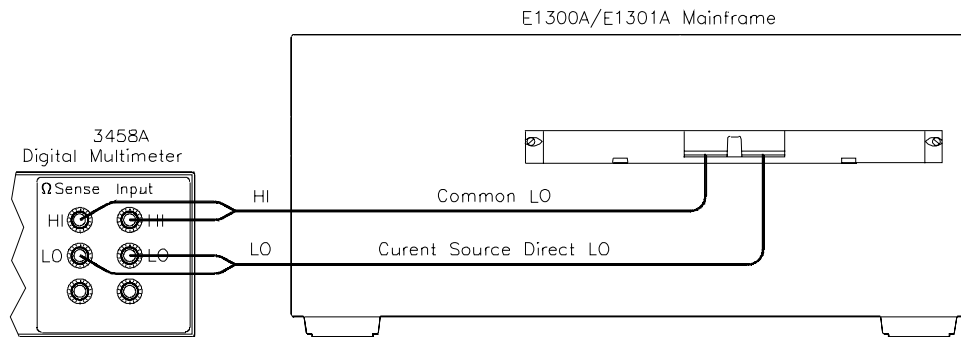 E1300A/E1301A Mainframe
3458A
Digital Multimeter
Ω Sense Input
HI HI
HI Common LO
LO LO
LO Curent Source Direct LO